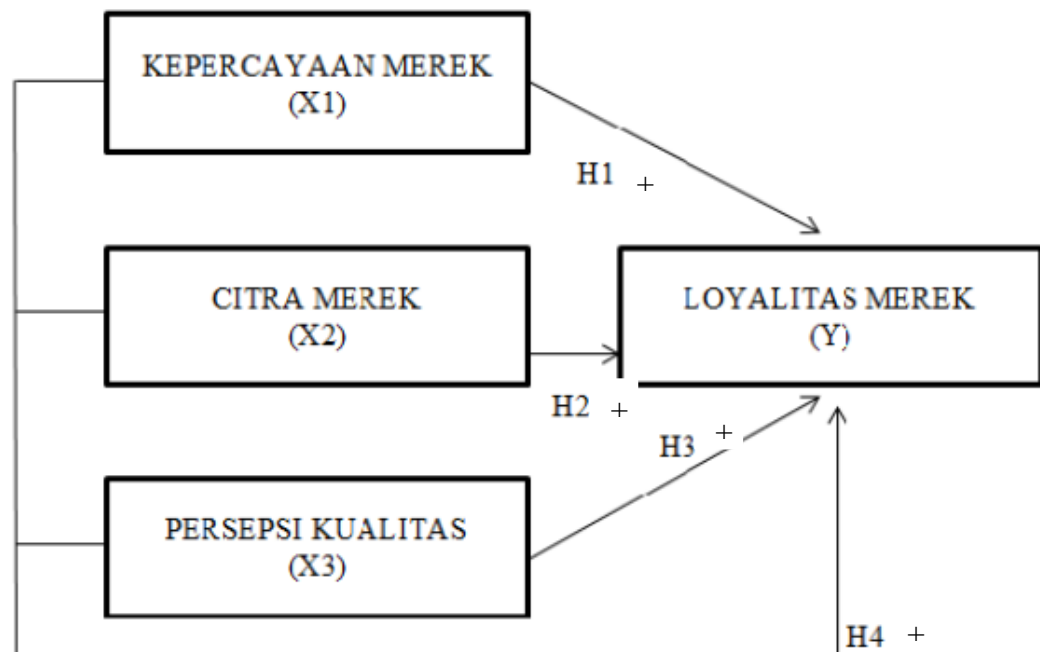 KEPERCAYAAN MEREK
(X1)
H1 +
CITRA MEREK
(X2)
LOYALITAS MEREK
(Y)
H2 +
H3 +
PERSEPSI KUALITAS
(X3)
H4 +